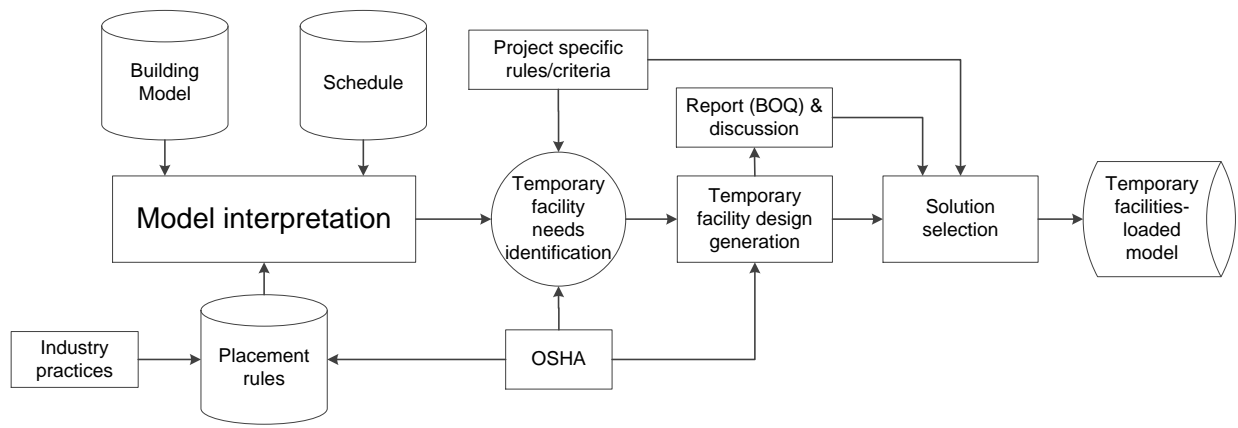 Building
Model
Schedule
Project specific
rules/criteria
Report (BOQ) &
discussion
Model interpretation
Temporary
facility
needs
identification
Temporary
facility design
generation
Solution
selection
Temporary
facilities-
loaded
model
Industry
practices
Placement
rules
OSHA